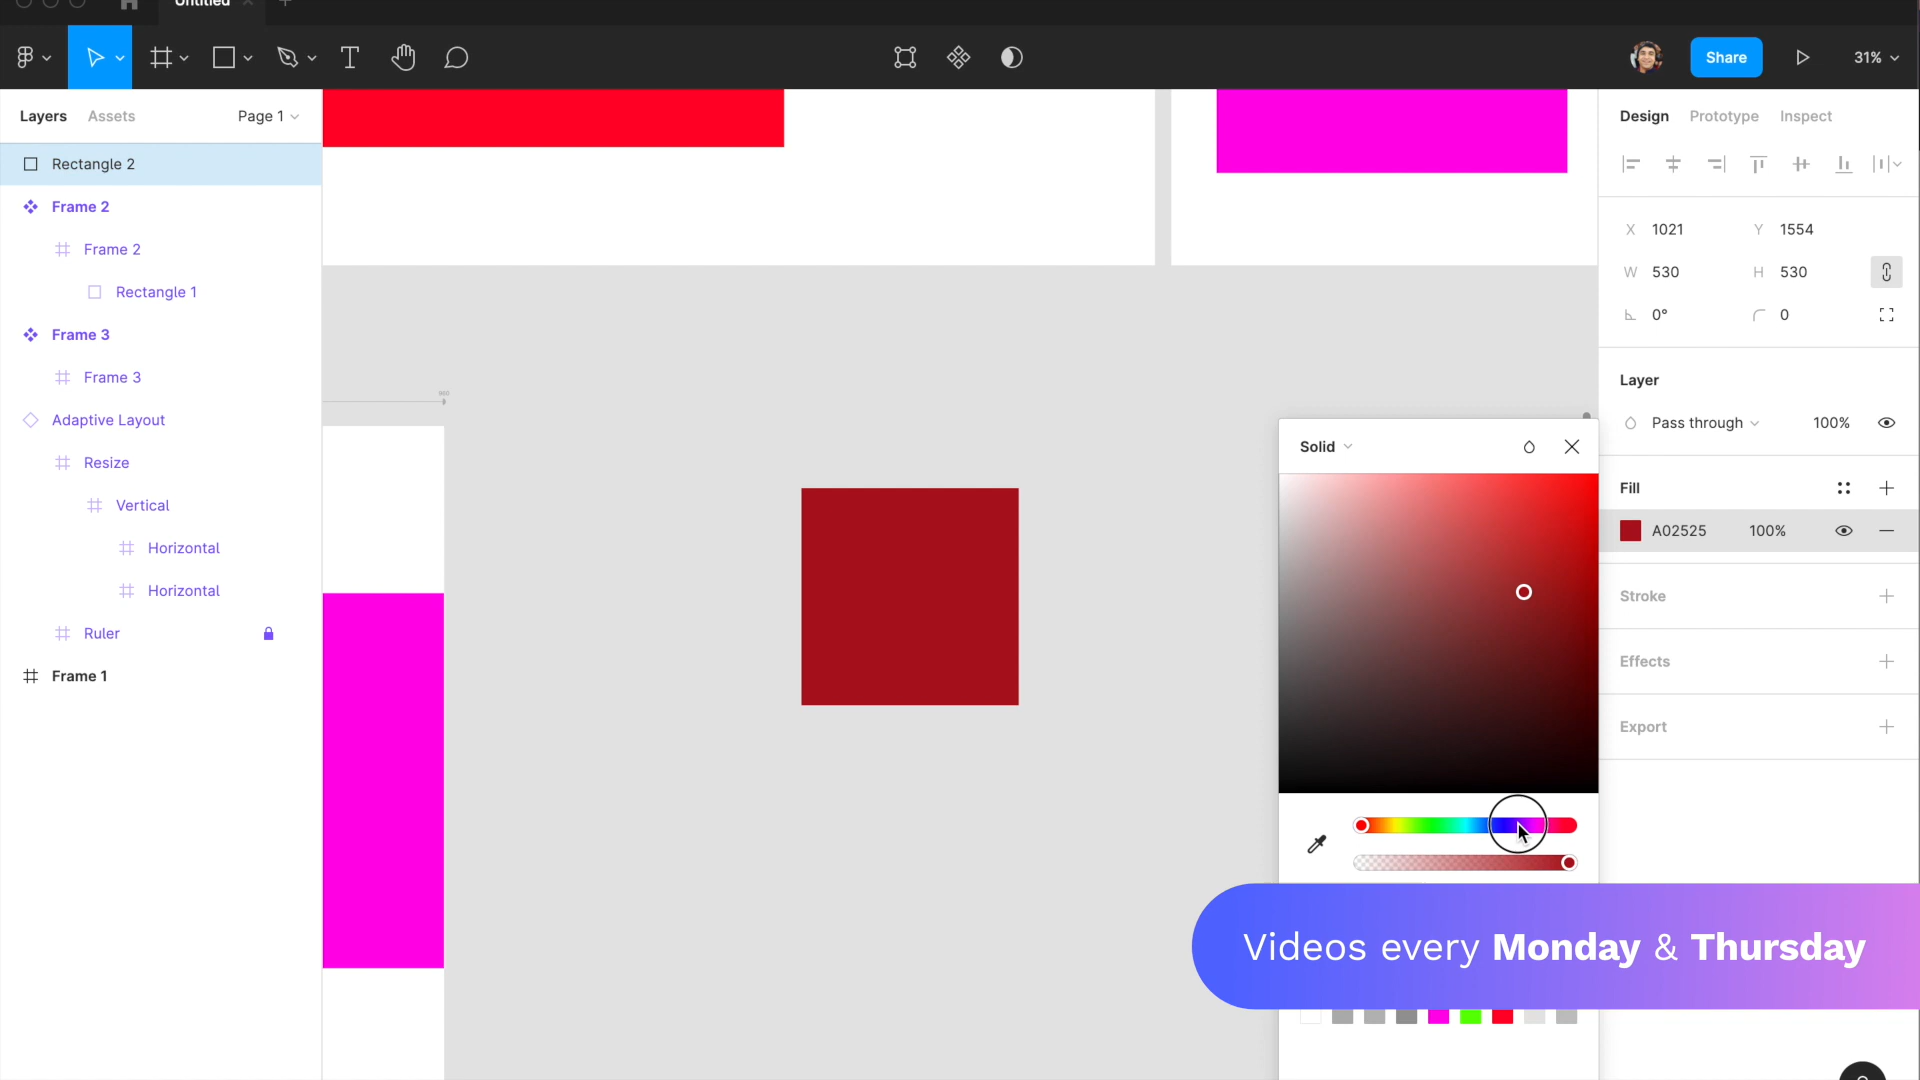 Untitled
Share
31%
Layers
Assets
Page 1
Design
Prototype
Inspect
Rectangle 2
Frame 2
Frame 2
Rectangle 1
Frame 3
Frame 3
Adaptive Layout
Resize
Vertical
Horizontal
Horizontal
Ruler
Frame 1
X 1021
Y 1554
W 530
H 530
0°
0
Layer
Pass through
100%
Solid
Fill
A02525
100%
Stroke
Effects
Export
Videos every Monday & Thursday